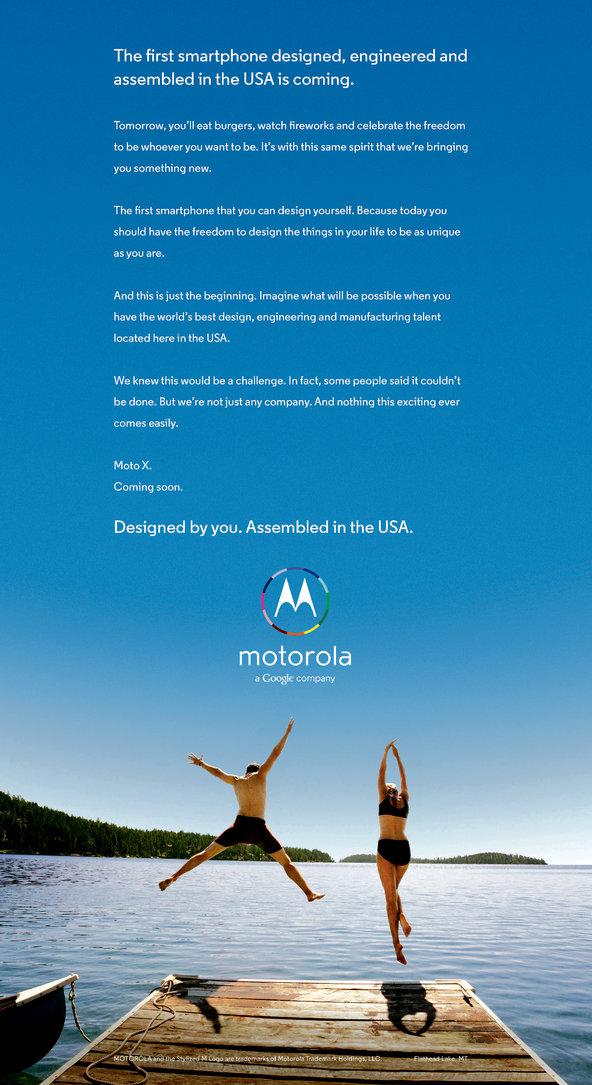 The first smartphone designed, engineered and
assembled in the USA is coming.
Tomorrow, you'll eat burgers, watch fireworks and celebrate the freedom
to be whoever you want to be. It's with this same spirit that we're bringing
you something new.
The first smartphone that you can design yourself. Because today you
should have the freedom to design the things in your life to be as unique
as you are.
And this is just the beginning. Imagine what will be possible when you
have the world's best design, engineering and manufacturing talent
located here in the USA.
We knew this would be a challenge. In fact, some people said it couldn't
be done. But we're not just any company. And nothing this exciting ever
comes easily.
Moto X.
Coming soon.
Designed by you. Assembled in the USA.
motorola
a Google company
MOTOROLA and the Stylized M Logo are trademarks of Motorola Trademark Holdings, LLC. Flathead Lake, MT